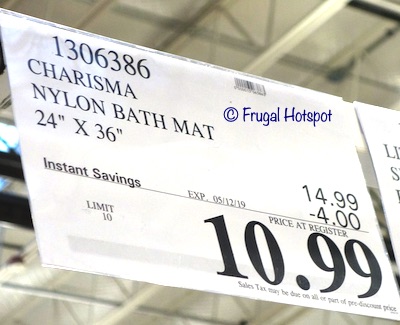 1306386
CHARISMA
NYLON BATH MAT
24" X 36"
© Frugal Hotspot
Instant Savings
EXP. 05/12/19
14.99
-4.00
LIMIT
10
PRICE AT REGISTER
10.99
Sales Tax may be due on all or part of pre-discount price
LI